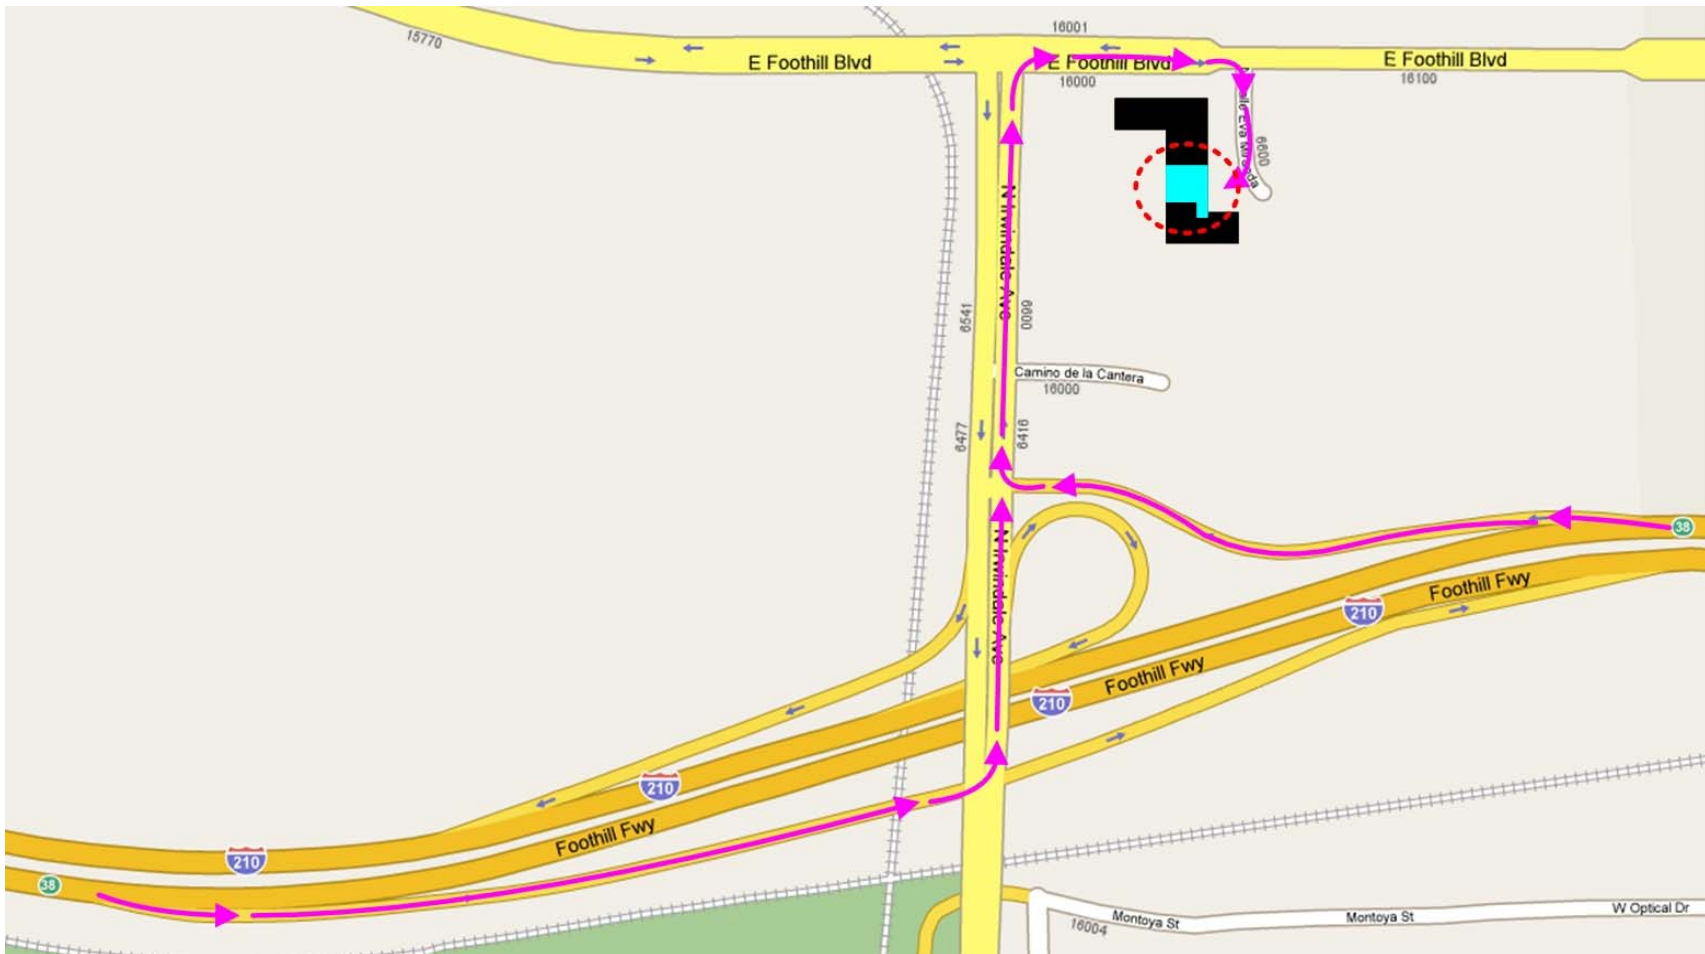 15770
16001
E Foothill Blvd
E Foothill Blvd
E Foothill Blvd
16000
16100
6600
N Irwindale Ave
6541
6600
Camino de la Cantera
16000
6477
6416
38
N Irwindale Ave
Foothill Fwy
210
Foothill Fwy
210
210
Foothill Fwy
210
38
Montoya St
Montoya St
W Optical Dr
16004